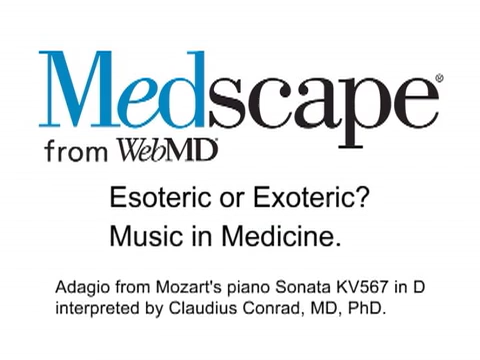 Medscape®
from WebMD
Esoteric or Exoteric?
Music in Medicine.
Adagio from Mozart's piano Sonata KV567 in D
interpreted by Claudius Conrad, MD, PhD.